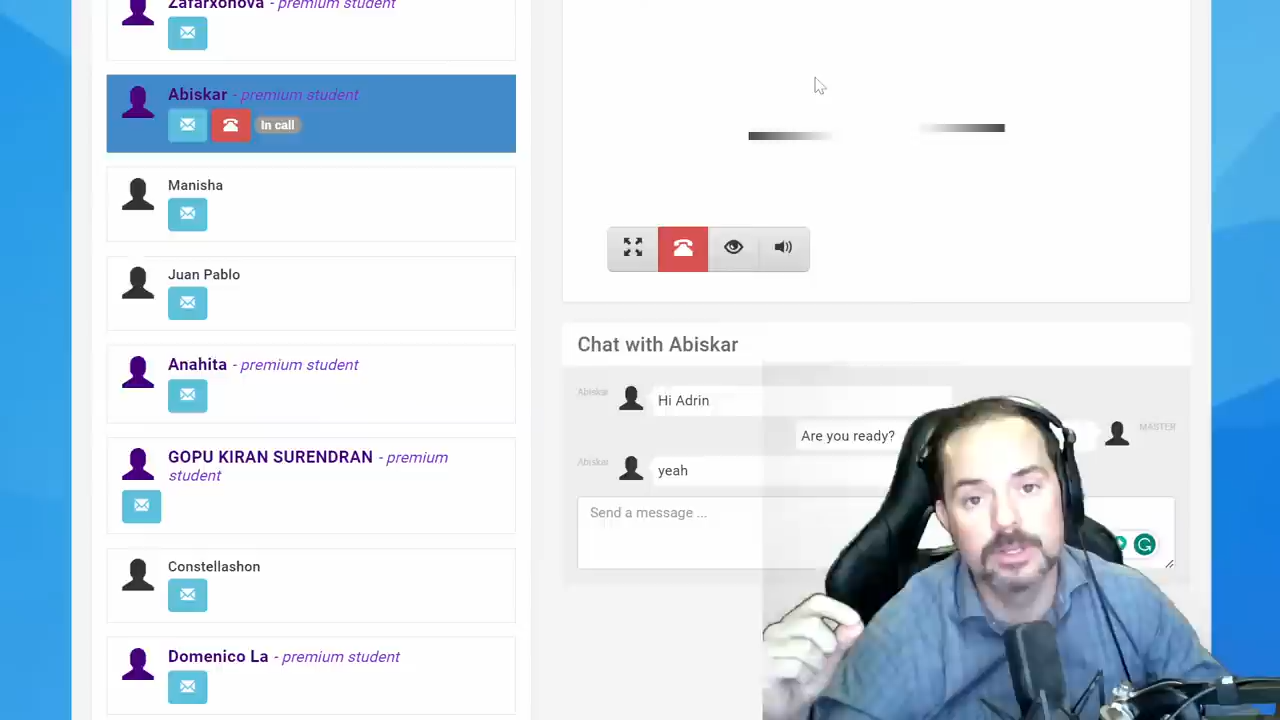 Zafarxonova - premium student
Abiskar - premium student
In call
Manisha
Juan Pablo
Anahita - premium student
GOPU KIRAN SURENDRAN - premium
student
Constellashon
Domenico La - premium student
Chat with Abiskar
Abiskar
Hi Adrin
Are you ready?
MASTER
Abiskar
yeah
Send a message ...